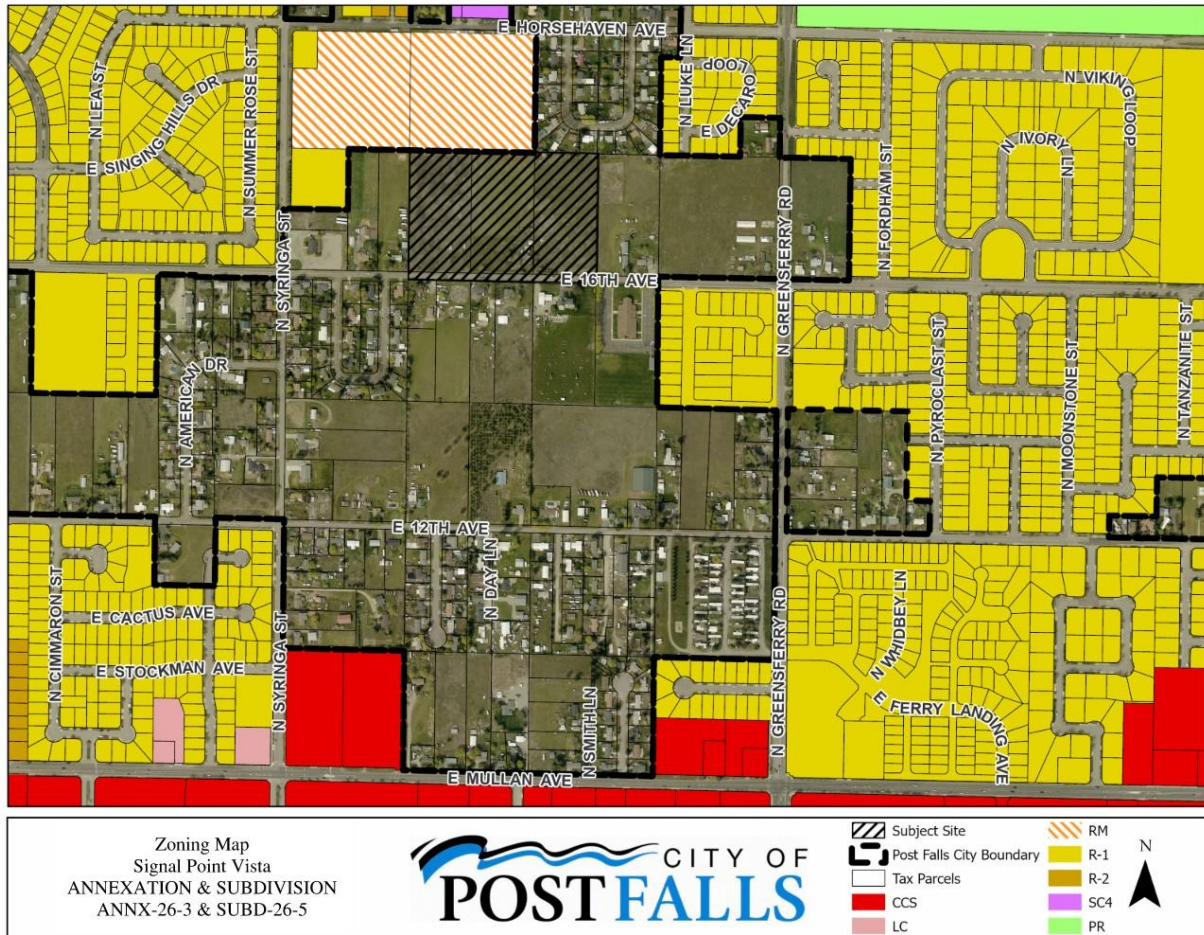 E HORSEHAVEN AVE
N LEA ST
E SINGING HILLS DR
N SUMMER ROSE ST
N SYRINGA ST
N LUKE LN
LOOP
E DECARO
N FORDHAM ST
N VIKING LOOP
N IVORY LN
N GREENSFERRY RD
E 16TH AVE
N AMERICAN DR
N PYROCLAST ST
N MOONSTONE ST
N TANZANITE ST
E 12TH AVE
N DAY LN
N CIMMARON ST
E CACTUS AVE
E STOCKMAN AVE
N SYRINGA ST
N SMITH LN
N GREENSFERRY RD
N WHIDBEY LN
E FERRY LANDING AVE
E MULLAN AVE
Zoning Map
Signal Point Vista
ANNEXATION & SUBDIVISION
ANNX-26-3 & SUBD-26-5
CITY OF
POST FALLS
Subject Site
Post Falls City Boundary
Tax Parcels
CCS
LC
RM
R-1
R-2
SC4
PR
N